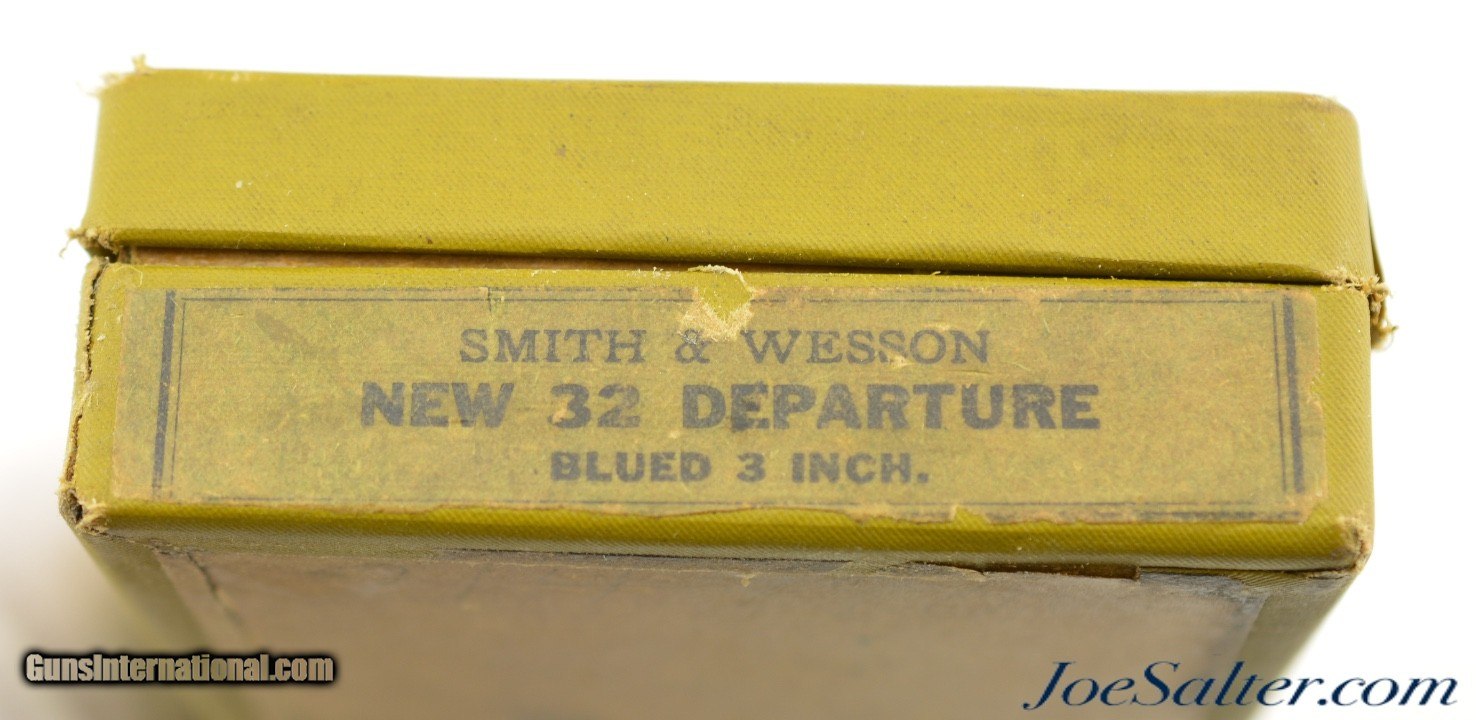 SMITH & WESSON
NEW 32 DEPARTURE
BLUED 3 INCH.
GunsInternational.com
JoeSalter.com